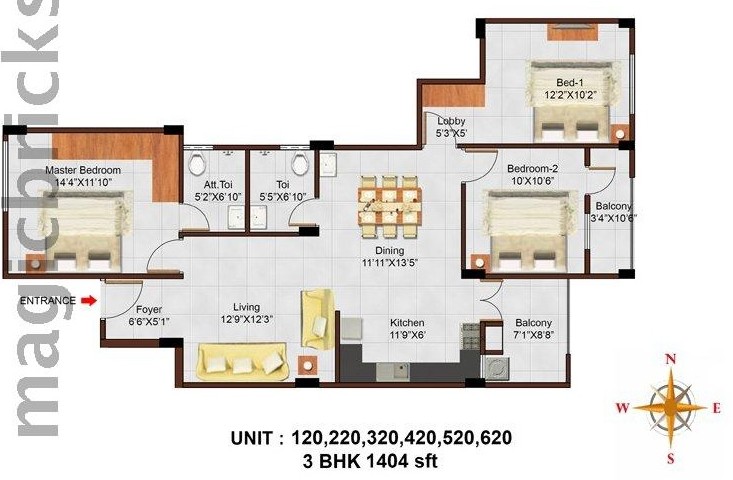 magicbricks
Bed-1
12'2"X10'2"
Lobby
5'3"X5'
Master Bedroom
14'4"X11'10"
Att.Toi
5'2"X6'10"
Toi
5'5"X6'10"
Bedroom-2
10'X10'6"
Balcony
3'4"X10'6"
Dining
11'11"X13'5"
ENTRANCE
Foyer
6'6"X5'1"
Living
12'9"X12'3"
Kitchen
11'9"X6'
Balcony
7'1"X8'8"
N
W
E
S
UNIT : 120,220,320,420,520,620
3 BHK 1404 sft